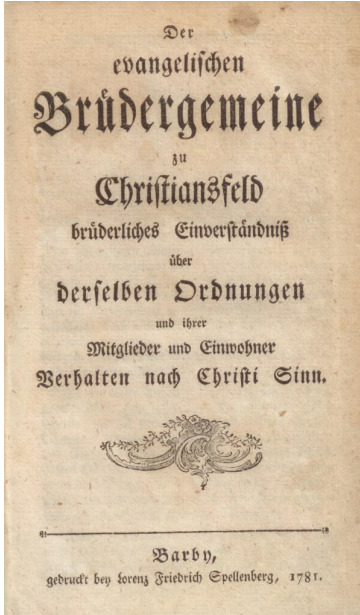 Der
evangelischen
Brüdergemeine
zu
Christiansfeld
brüderliches Einverständniß
über
derselben Ordnungen
und ihrer
Mitglieder und Einwohner
Verhalten nach Christi Sinn.
Barby,
gedruckt bey Lorenz Friedrich Spellenberg, 1781.